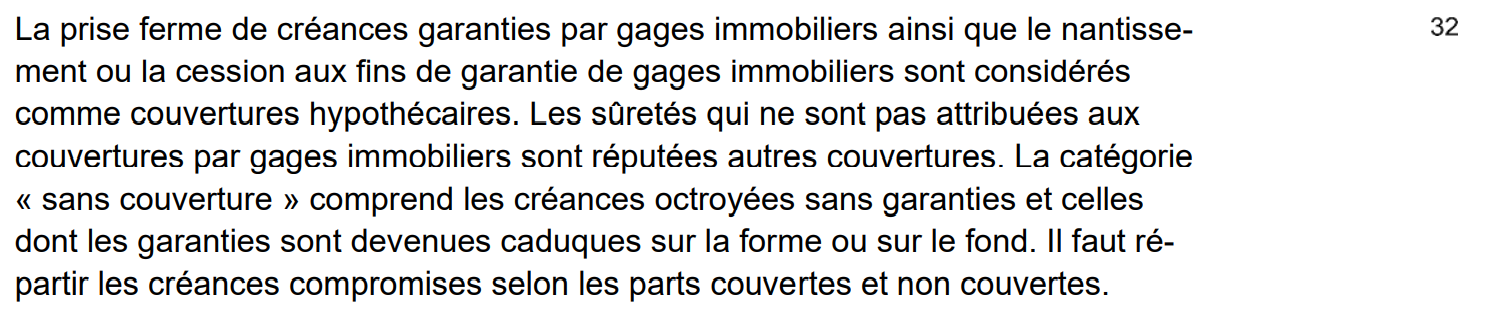 La prise ferme de créances garanties par gages immobiliers ainsi que le nantisse- 32
ment ou la cession aux fins de garantie de gages immobiliers sont considérés
comme couvertures hypothécaires. Les sûretés qui ne sont pas attribuées aux
couvertures par gages immobiliers sont réputées autres couvertures. La catégorie
« sans couverture » comprend les créances octroyées sans garanties et celles
dont les garanties sont devenues caduques sur la forme ou sur le fond. Il faut ré-
partir les créances compromises selon les parts couvertes et non couvertes.